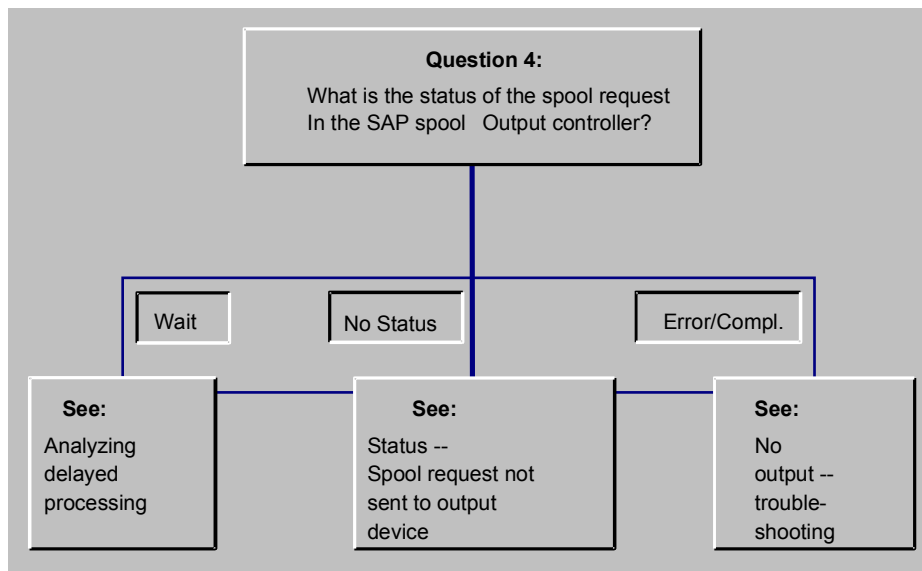 Question 4:
What is the status of the spool request
In the SAP spool Output controller?
Wait
No Status
Error/Compl.
See:
Analyzing
delayed
processing
See:
Status --
Spool request not
sent to output
device
See:
No
output --
trouble-
shooting